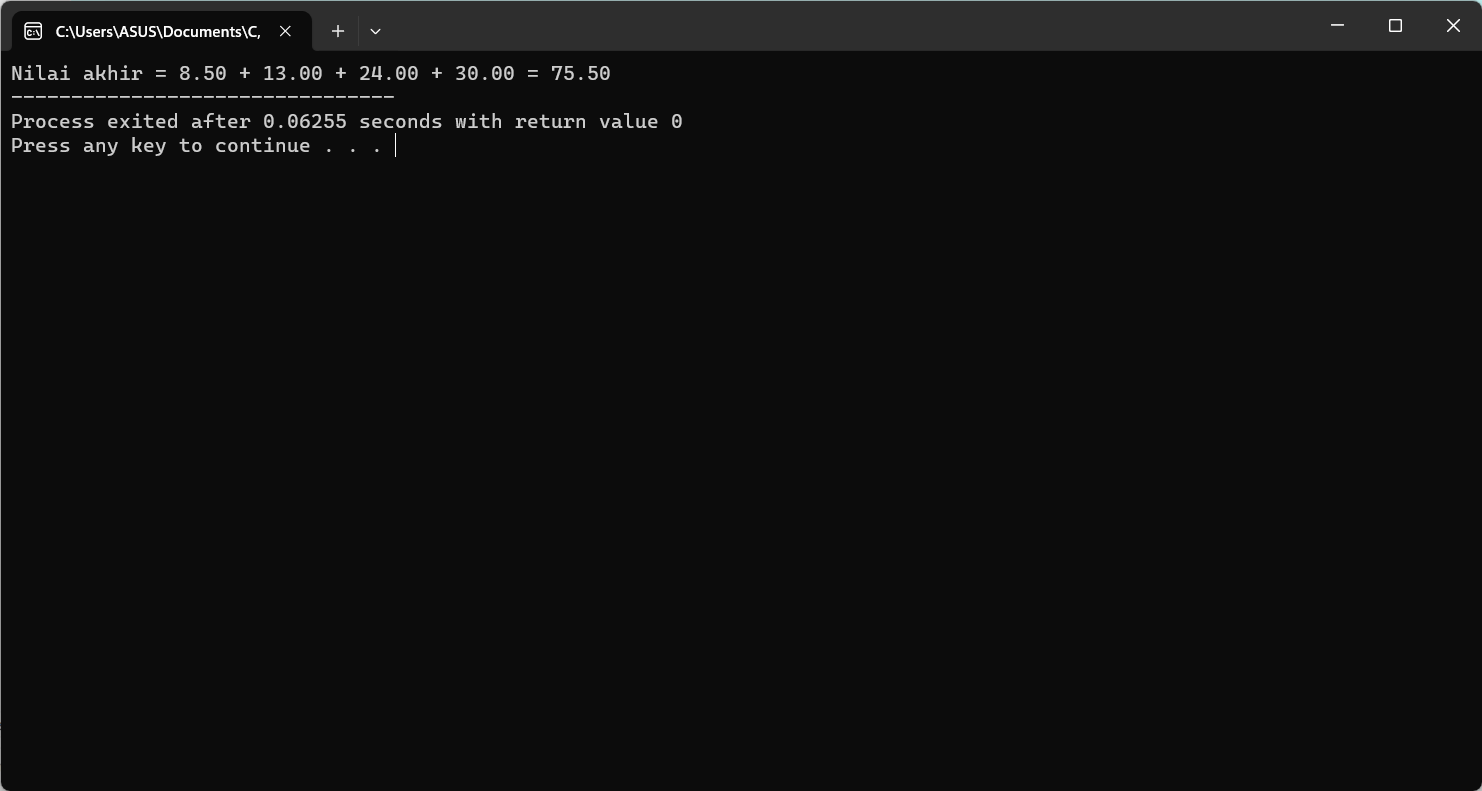 C:\Users\ASUS\Documents\C,
Nilai akhir = 8.50 + 13.00 + 24.00 + 30.00 = 75.50
--------------------------------
Process exited after 0.06255 seconds with return value 0
Press any key to continue . . .